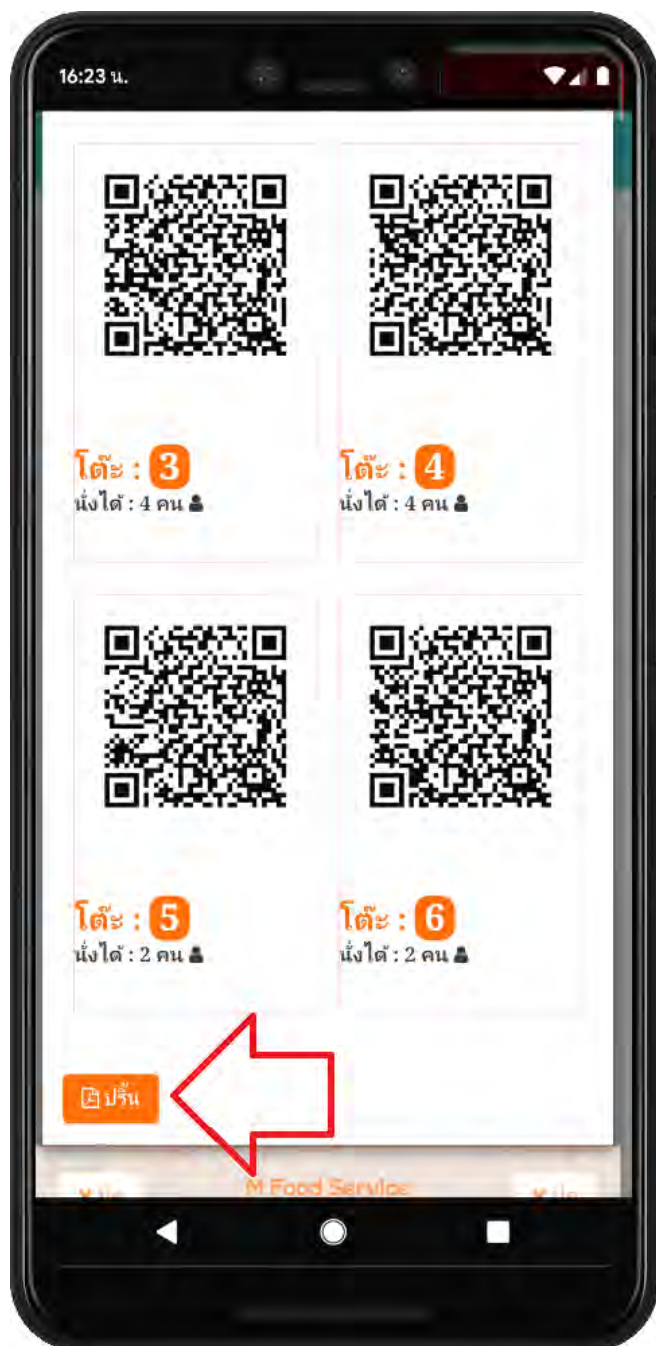 16:23 น.
โต๊ะ : 3
นั่งได้ : 4 คน
โต๊ะ : 4
นั่งได้ : 4 คน
โต๊ะ : 5
นั่งได้ : 2 คน
โต๊ะ : 6
นั่งได้ : 2 คน
ปริ้น
M Food Service